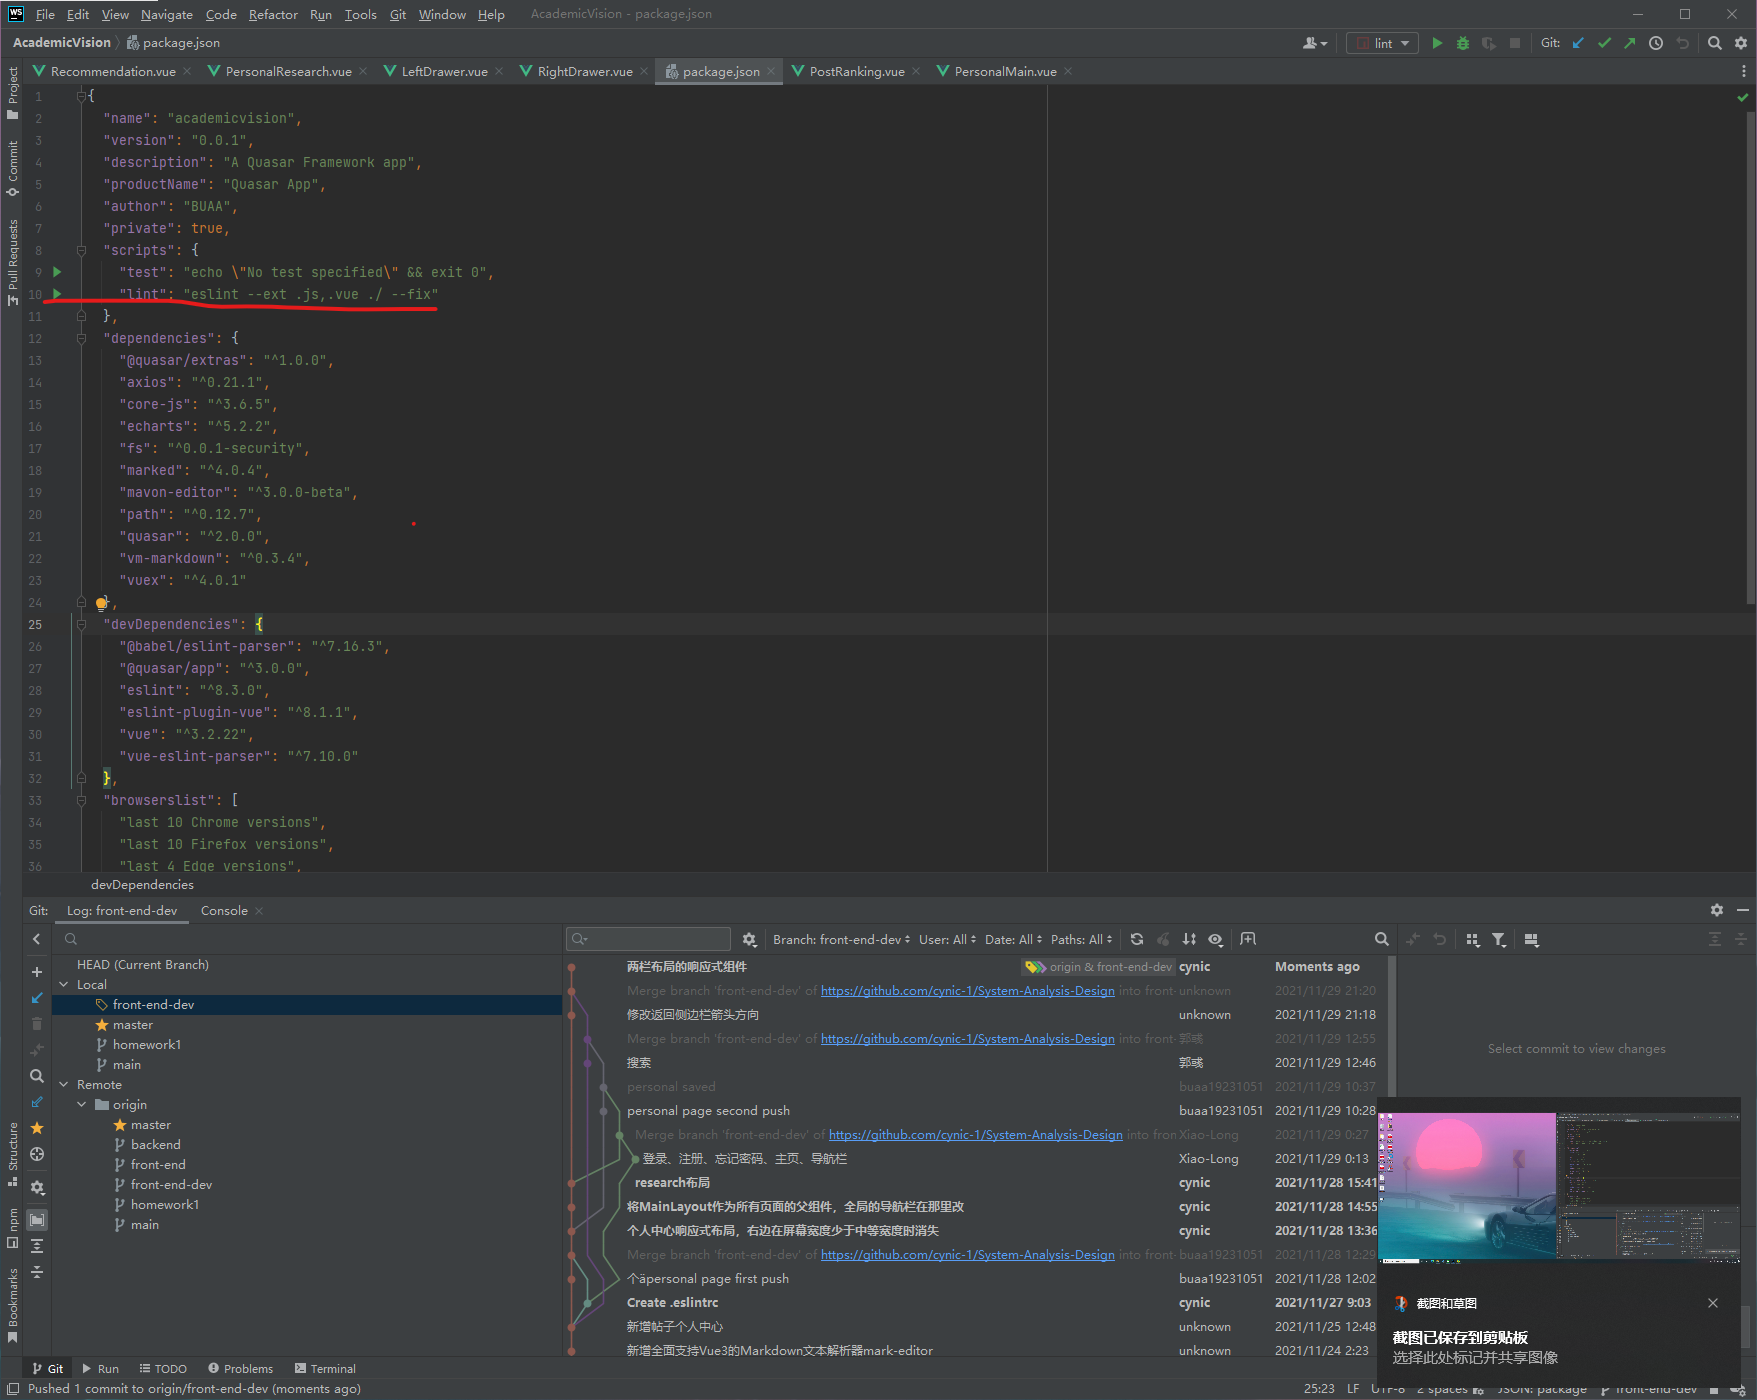 File Edit View Navigate Code Refactor Run Tools Git Window Help AcademicVision - package.json
AcademicVision package.json lint Git:
Recommendation.vue PersonalResearch.vue LeftDrawer.vue RightDrawer.vue package.json PostRanking.vue PersonalMain.vue
Project
Commit
Pull Requests
1 {
2 "name": "academicvision",
3 "version": "0.0.1",
4 "description": "A Quasar Framework app",
5 "productName": "Quasar App",
6 "author": "BUAA",
7 "private": true,
8 "scripts": {
9 "test": "echo \"No test specified\" && exit 0",
10 "lint": "eslint --ext .js,.vue ./ --fix"
11 },
12 "dependencies": {
13 "@quasar/extras": "^1.0.0",
14 "axios": "^0.21.1",
15 "core-js": "^3.6.5",
16 "echarts": "^5.2.2",
17 "fs": "^0.0.1-security",
18 "marked": "^4.0.4",
19 "mavon-editor": "^3.0.0-beta",
20 "path": "^0.12.7",
21 "quasar": "^2.0.0",
22 "vm-markdown": "^0.3.4",
23 "vuex": "^4.0.1"
24 },
25 "devDependencies": {
26 "@babel/eslint-parser": "^7.16.3",
27 "@quasar/app": "^3.0.0",
28 "eslint": "^8.3.0",
29 "eslint-plugin-vue": "^8.1.1",
30 "vue": "^3.2.22",
31 "vue-eslint-parser": "^7.10.0"
32 },
33 "browserslist": [
34 "last 10 Chrome versions",
35 "last 10 Firefox versions",
36 "last 4 Edge versions",
devDependencies
Git: Log: front-end-dev Console
Branch: front-end-dev User: All Date: All Paths: All
HEAD (Current Branch)
Local
front-end-dev
master
homework1
main
Remote
origin
master
backend
front-end
front-end-dev
homework1
main
两栏布局的响应式组件 origin & front-end-dev cynic Moments ago
Merge branch 'front-end-dev' of https://github.com/cynic-1/System-Analysis-Design into front- unknown 2021/11/29 21:20
修改返回侧边栏箭头方向 unknown 2021/11/29 21:18
Merge branch 'front-end-dev' of https://github.com/cynic-1/System-Analysis-Design into front- 郭彧 2021/11/29 12:55
搜索 郭彧 2021/11/29 12:46
personal saved buaa19231051 2021/11/29 10:37
personal page second push buaa19231051 2021/11/29 10:28
Merge branch 'front-end-dev' of https://github.com/cynic-1/System-Analysis-Design into fron Xiao-Long 2021/11/29 0:27
登录、注册、忘记密码、主页、导航栏 Xiao-Long 2021/11/29 0:13
research布局 cynic 2021/11/28 15:41
将MainLayout作为所有页面的父组件，全局的导航栏在那里改 cynic 2021/11/28 14:55
个人中心响应式布局，右边在屏幕宽度少于中等宽度时消失 cynic 2021/11/28 13:36
Merge branch 'front-end-dev' of https://github.com/cynic-1/System-Analysis-Design into front- buaa19231051 2021/11/28 12:29
个äpersonal page first push buaa19231051 2021/11/28 12:02
Create .eslintrc cynic 2021/11/27 9:03
新增帖子个人中心 unknown 2021/11/25 12:48
新增全面支持Vue3的Markdown文本解析器mark-editor unknown 2021/11/24 2:23
Select commit to view changes
截图和草图
截图已保存到剪贴板
选择此处标记并共享图像
Structure
npm
Bookmarks
Git Run TODO Problems Terminal
Pushed 1 commit to origin/front-end-dev (moments ago) 25:23 LF UTF-8 2 spaces JSON: package front-end-dev